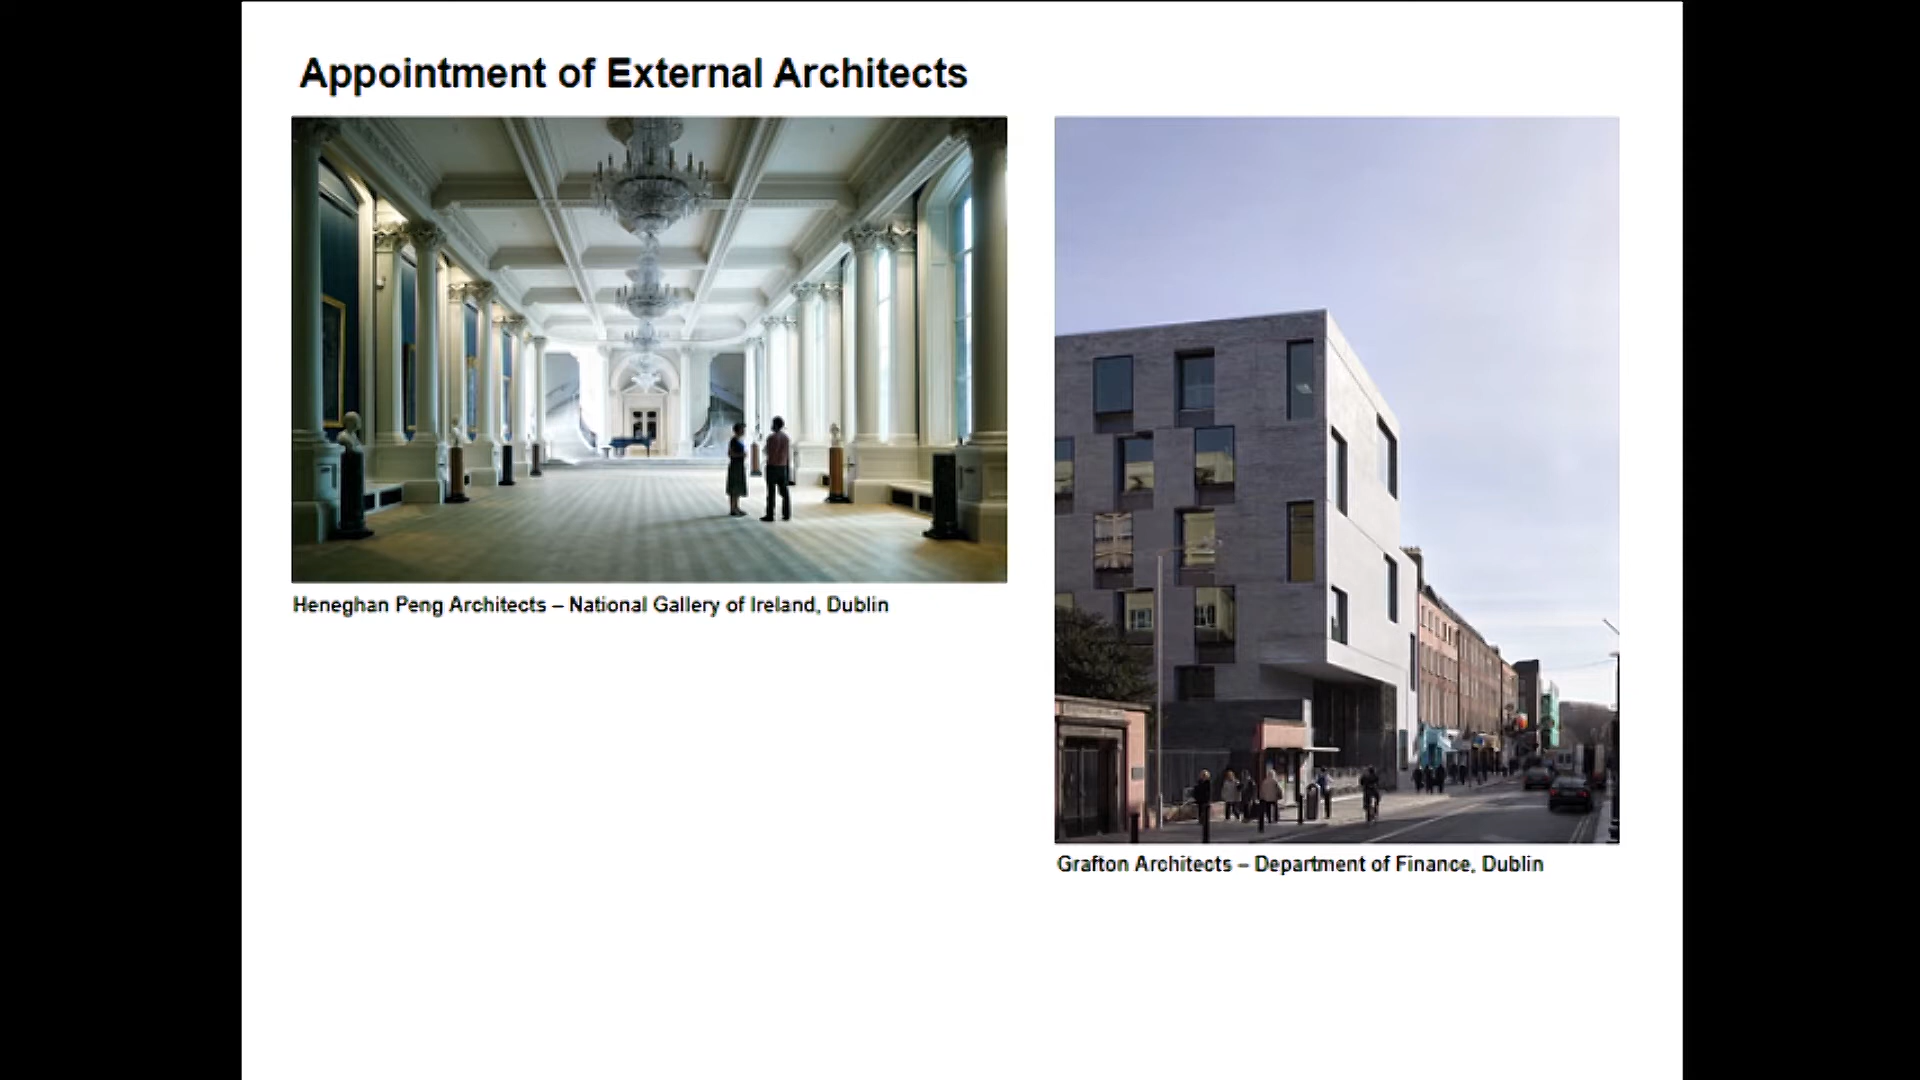 Appointment of External Architects
Heneghan Peng Architects – National Gallery of Ireland, Dublin
Grafton Architects – Department of Finance, Dublin